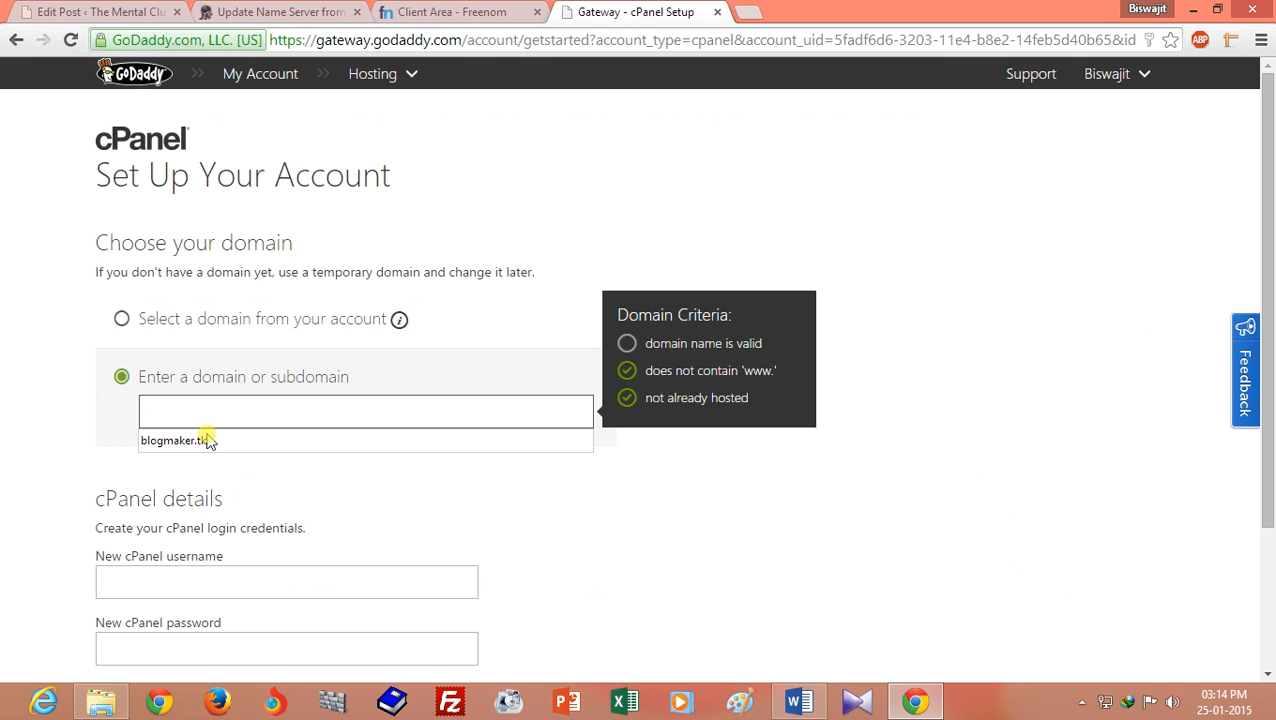 Edit Post ‹ The Mental Clu
Update Name Server from
Client Area - Freenom
Gateway - cPanel Setup
Biswajit
GoDaddy.com, LLC. [US]
https://gateway.godaddy.com/account/getstarted?account_type=cpanel&account_uid=5fadf6d6-3203-11e4-b8e2-14feb5d40b65&id
ABP
GoDaddy
My Account
Hosting
Support
Biswajit
cPanel
Set Up Your Account
Choose your domain
If you don't have a domain yet, use a temporary domain and change it later.
Select a domain from your account
Domain Criteria:
domain name is valid
does not contain 'www.'
not already hosted
Enter a domain or subdomain
blogmaker.tk
Feedback
cPanel details
Create your cPanel login credentials.
New cPanel username
New cPanel password
03:14 PM
25-01-2015